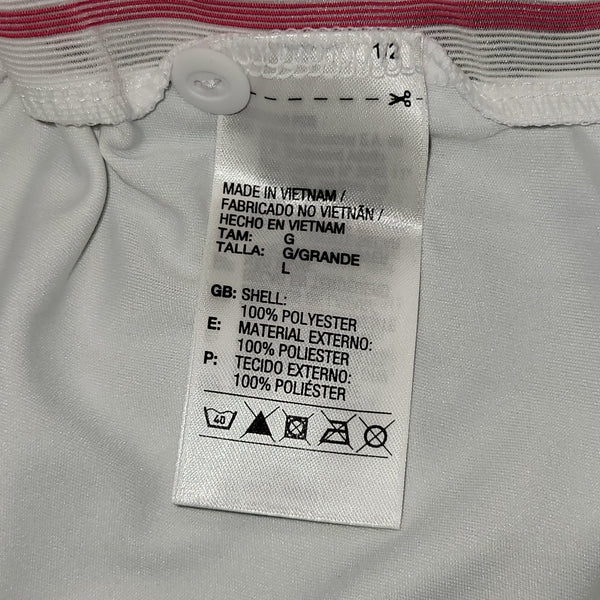 1/2
MADE IN VIETNAM /
FABRICADO NO VIETNÃN /
HECHO EN VIETNAM
TAM: G
TALLA: G/GRANDE
L
GB: SHELL:
100% POLYESTER
E: MATERIAL EXTERNO:
100% POLIESTER
P: TECIDO EXTERNO:
100% POLIÉSTER
40